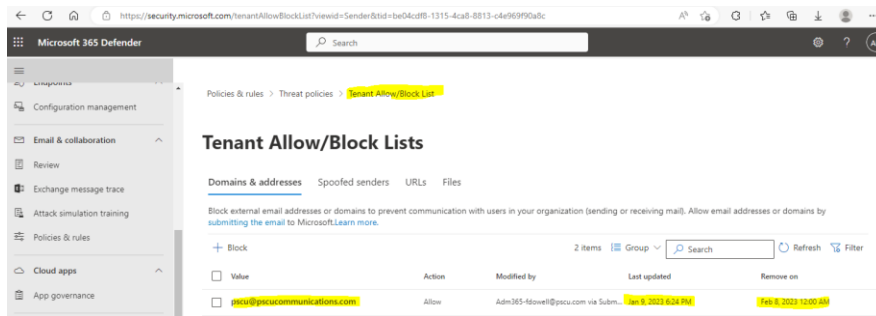 https://security.microsoft.com/tenantAllowBlockList?viewid=Sender&tid=be04cdf8-1315-4ca8-8813-c4e969f90a8c
Microsoft 365 Defender
Search
Endpoints
Policies & rules > Threat policies > Tenant Allow/Block List
Configuration management
Tenant Allow/Block Lists
Email & collaboration
Review
Domains & addresses Spoofed senders URLs Files
Exchange message trace
Block external email addresses or domains to prevent communication with users in your organization (sending or receiving mail). Allow email addresses or domains by
Attack simulation training
submitting the email to Microsoft.Learn more.
Policies & rules
+ Block 2 items Group Search Refresh Filter
Cloud apps
Value Action Modified by Last updated Remove on
App governance
pscu@pscucommunications.com Allow Adm365-fdowell@pscu.com via Subm... Jan 9, 2023 6:24 PM Feb 8, 2023 12:00 AM